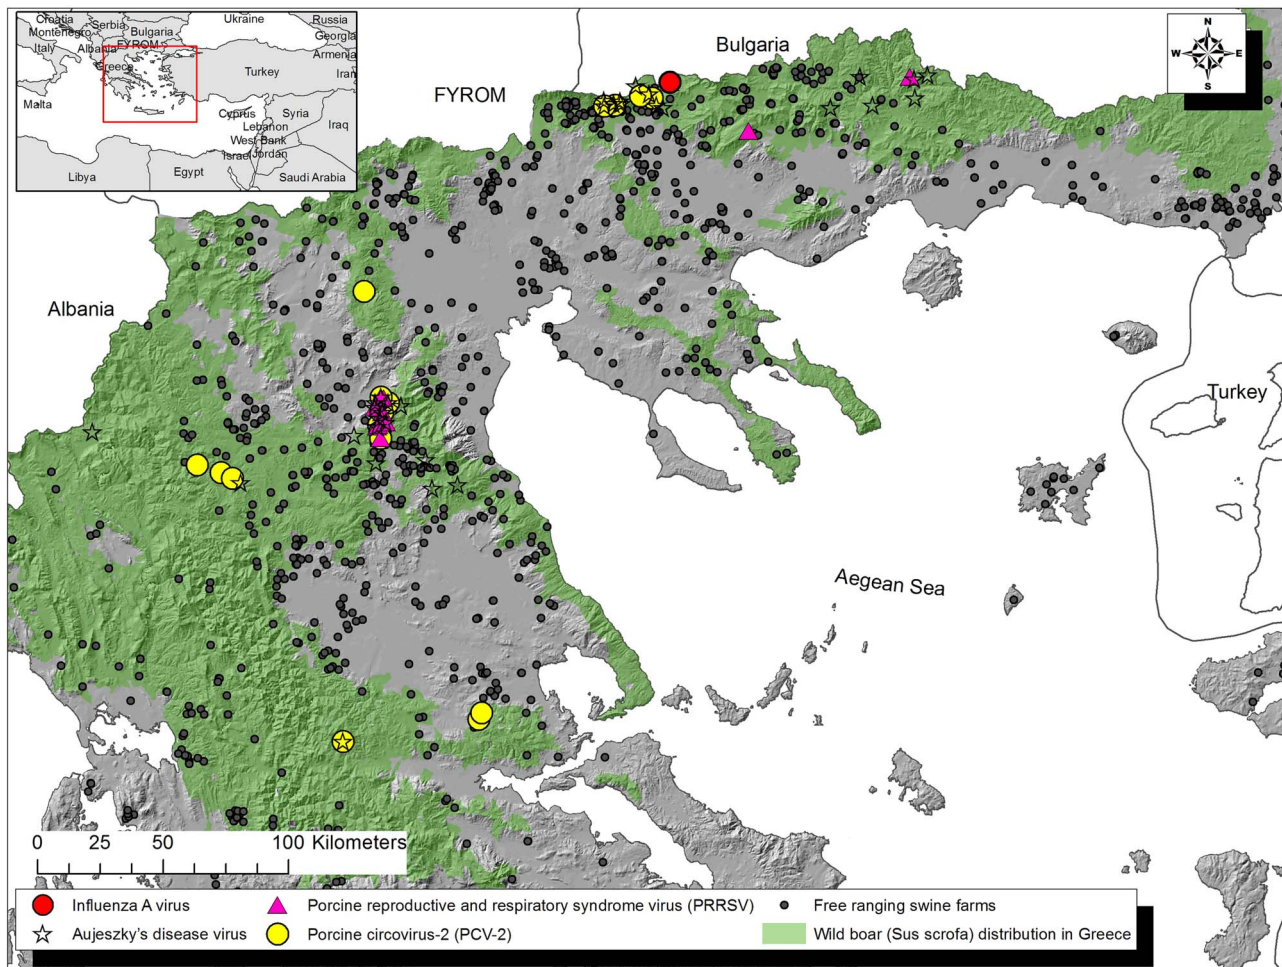 Croatia
Serbia
Ukraine
Russia
Montenegro
Bulgaria
Georgia
Italy
Albania
FYROM
Armenia
Greece
Turkey
Iran
Malta
Cyprus
Syria
Lebanon
Iraq
West Bank
Israel
Jordan
Libya
Egypt
Saudi Arabia
N
W E
S
Bulgaria
FYROM
Albania
Turkey
Aegean Sea
0 25 50 100 Kilometers
Influenza A virus
Porcine reproductive and respiratory syndrome virus (PRRSV)
Free ranging swine farms
Aujeszky's disease virus
Porcine circovirus-2 (PCV-2)
Wild boar (Sus scrofa) distribution in Greece